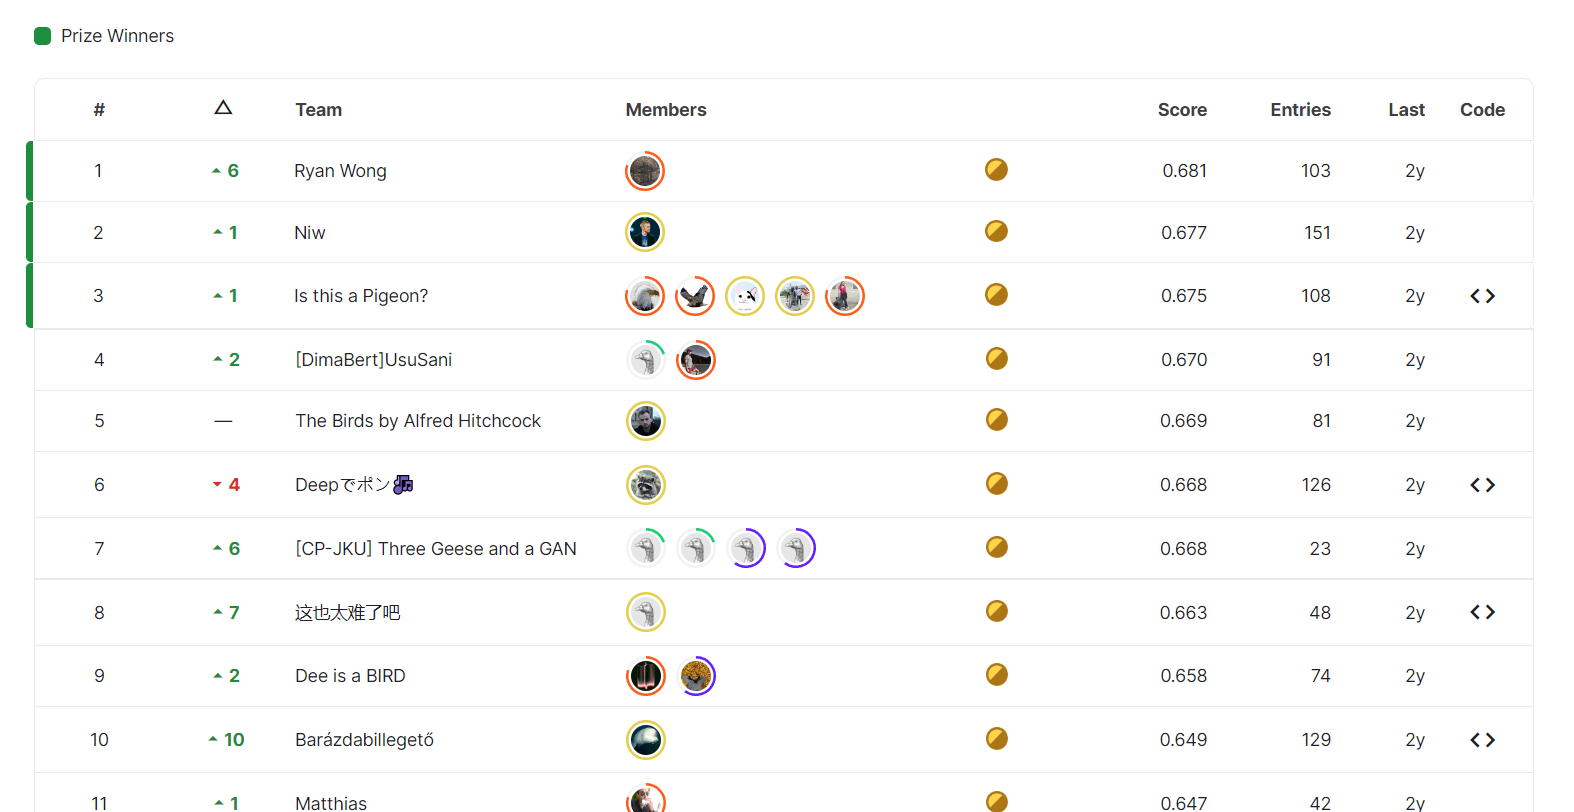 Prize Winners
# △ Team Members Score Entries Last Code
1 6 Ryan Wong 0.681 103 2y
2 1 Niw 0.677 151 2y
3 1 Is this a Pigeon? 0.675 108 2y <>
4 2 [DimaBert]UsuSani 0.670 91 2y
5 — The Birds by Alfred Hitchcock 0.669 81 2y
6 4 Deepでポン🎶 0.668 126 2y <>
7 6 [CP-JKU] Three Geese and a GAN 0.668 23 2y
8 7 这也太难了吧 0.663 48 2y <>
9 2 Dee is a BIRD 0.658 74 2y
10 10 Barázdabillegető 0.649 129 2y <>
11 1 Matthias 0.647 42 2y